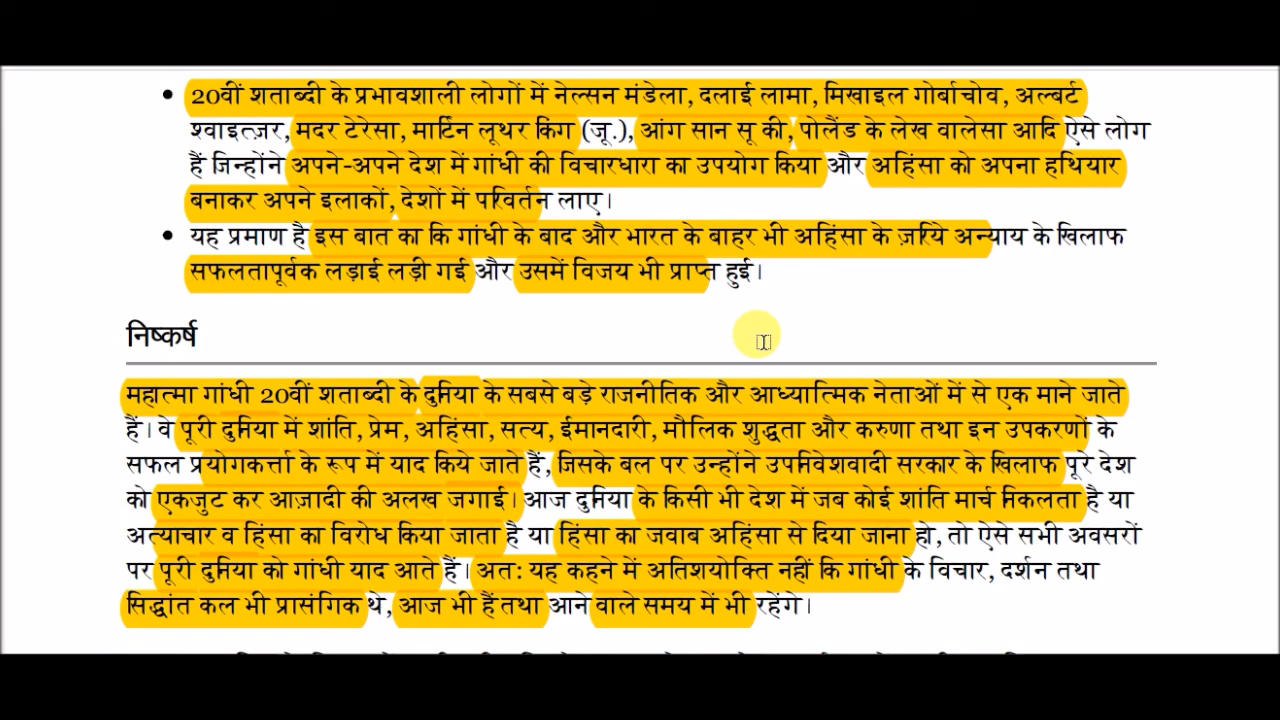 • 20वीं शताब्दी के प्रभावशाली लोगों में नेल्सन मंडेला, दलाई लामा, मिखाइल गोर्बाचोव, अल्बर्ट
श्वाइत्ज़र, मदर टेरेसा, मार्टिन लूथर किंग (जू.), आंग सान सू की, पोलैंड के लेख वालेसा आदि ऐसे लोग
हैं जिन्होंने अपने-अपने देश में गांधी की विचारधारा का उपयोग किया और अहिंसा को अपना हथियार
बनाकर अपने इलाकों, देशों में परिवर्तन लाए।
• यह प्रमाण है इस बात का कि गांधी के बाद और भारत के बाहर भी अहिंसा के ज़रिये अन्याय के खिलाफ
सफलतापूर्वक लड़ाई लड़ी गई और उसमें विजय भी प्राप्त हुई।
निष्कर्ष
महात्मा गांधी 20वीं शताब्दी के दुनिया के सबसे बड़े राजनीतिक और आध्यात्मिक नेताओं में से एक माने जाते
हैं। वे पूरी दुनिया में शांति, प्रेम, अहिंसा, सत्य, ईमानदारी, मौलिक शुद्धता और करुणा तथा इन उपकरणों के
सफल प्रयोगकर्त्ता के रूप में याद किये जाते हैं, जिसके बल पर उन्होंने उपनिवेशवादी सरकार के खिलाफ पूरे देश
को एकजुट कर आज़ादी की अलख जगाई। आज दुनिया के किसी भी देश में जब कोई शांति मार्च निकलता है या
अत्याचार व हिंसा का विरोध किया जाता है या हिंसा का जवाब अहिंसा से दिया जाना हो, तो ऐसे सभी अवसरों
पर पूरी दुनिया को गांधी याद आते हैं। अत: यह कहने में अतिशयोक्ति नहीं कि गांधी के विचार, दर्शन तथा
सिद्धांत कल भी प्रासंगिक थे, आज भी हैं तथा आने वाले समय में भी रहेंगे।